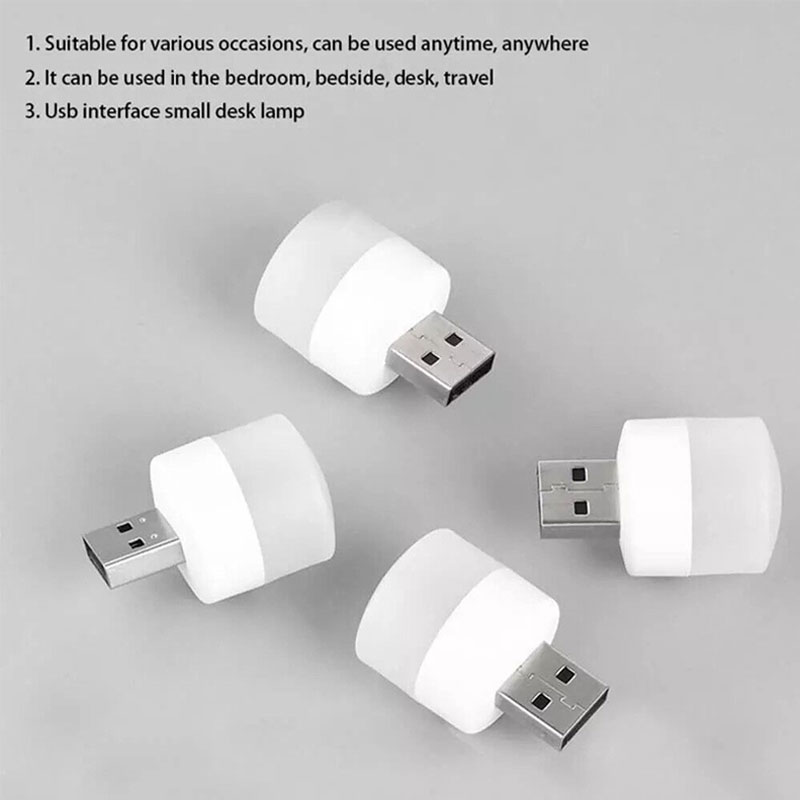 1. Suitable for various occasions, can be used anytime, anywhere
2. It can be used in the bedroom, bedside, desk, travel
3. Usb interface small desk lamp